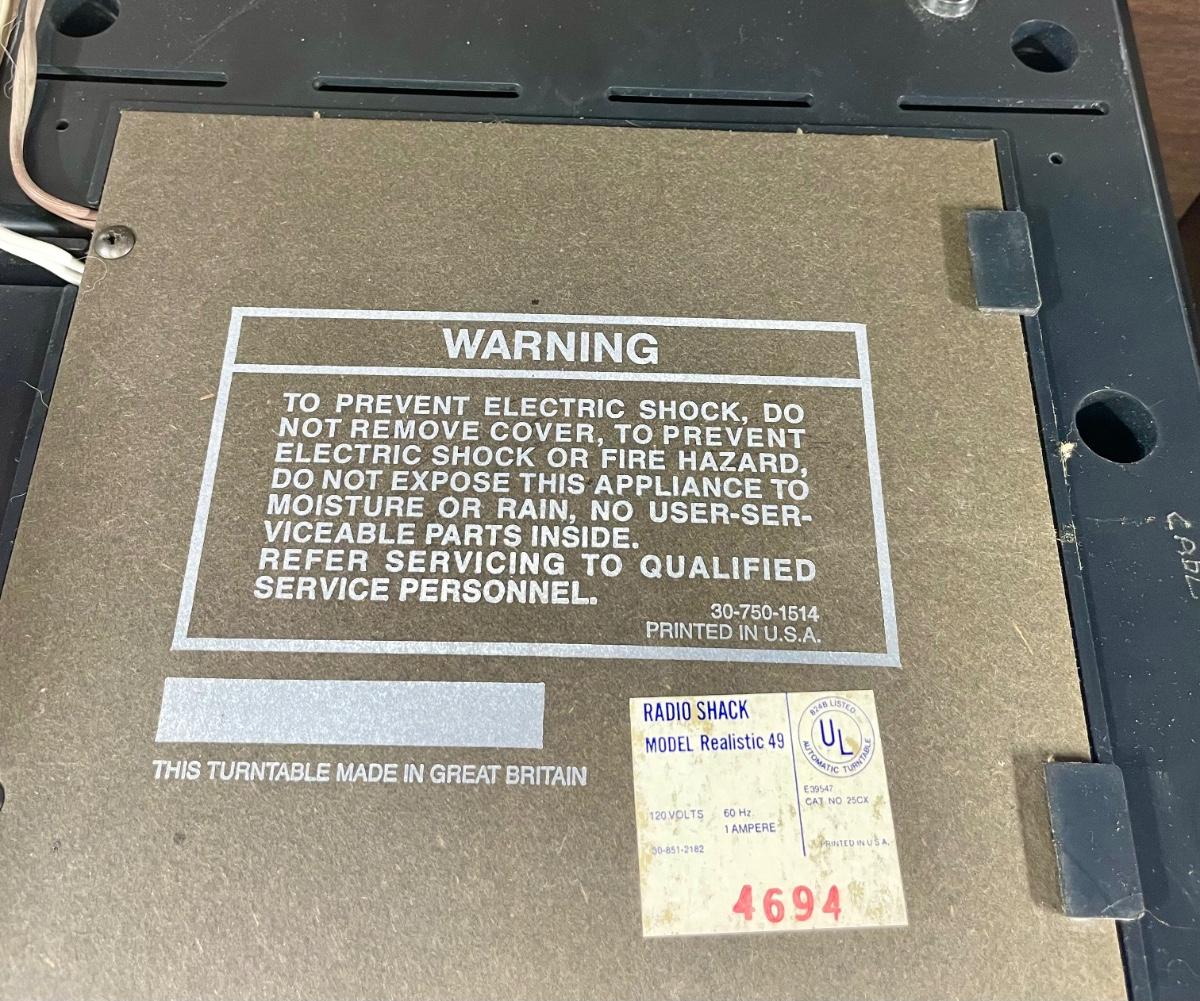 WARNING
TO PREVENT ELECTRIC SHOCK, DO
NOT REMOVE COVER, TO PREVENT
ELECTRIC SHOCK OR FIRE HAZARD,
DO NOT EXPOSE THIS APPLIANCE TO
MOISTURE OR RAIN, NO USER-SER-
VICEABLE PARTS INSIDE.
REFER SERVICING TO QUALIFIED
SERVICE PERSONNEL.
30-750-1514
PRINTED IN U.S.A.
THIS TURNTABLE MADE IN GREAT BRITAIN
RADIO SHACK
MODEL Realistic 49
120 VOLTS 60 Hz
1 AMPERE
30-851-2182
824B LISTED
UL
AUTOMATIC TURNTABLE
E39547
CAT NO 25CX
PRINTED IN U.S.A.
4694